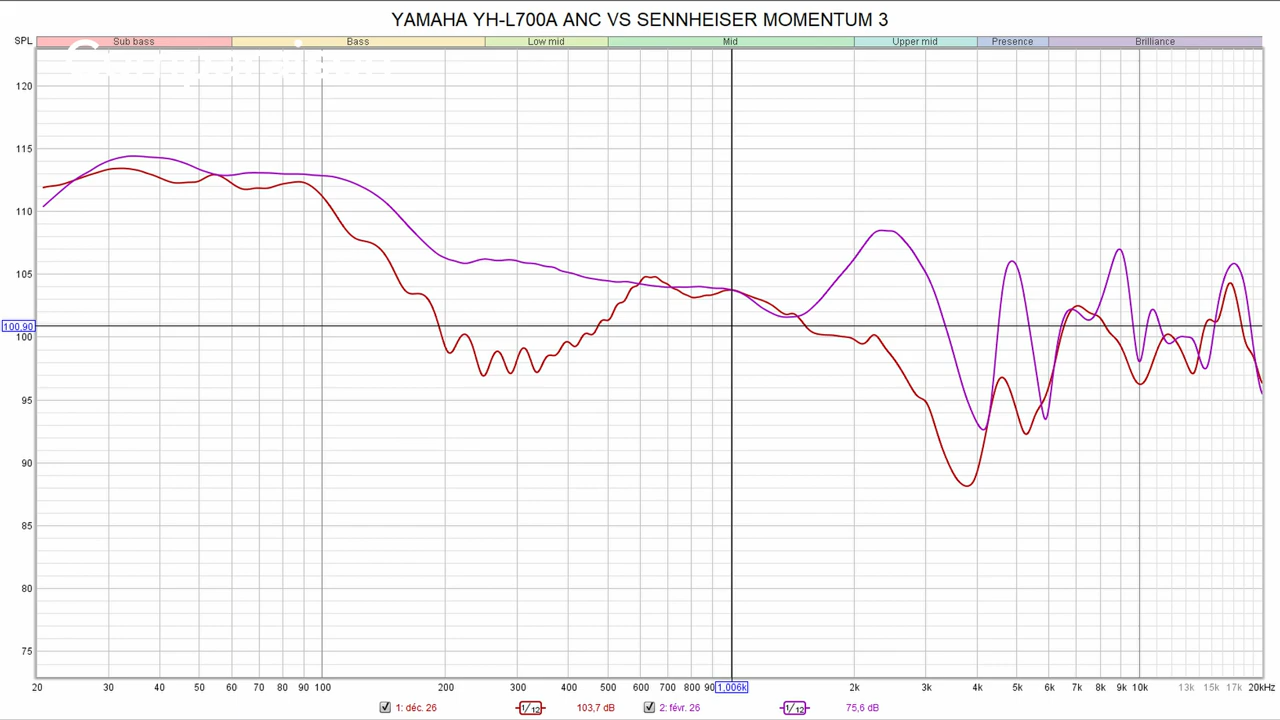 YAMAHA YH-L700A ANC VS SENNHEISER MOMENTUM 3
SPL Sub bass Bass Low mid Mid Upper mid Presence Brilliance
120
115
110
105
100,90
100
95
90
85
80
75
30 40 50 60 70 80 90 100 200 300 400 500 600 700 800 90 1,006k 2k 3k 4k 5k 6k 7k 8k 9k 10k 13k 15k 17k 20kHz
1: déc. 26 1/12 103,7 dB 2: févr. 26 1/12 75,6 dB